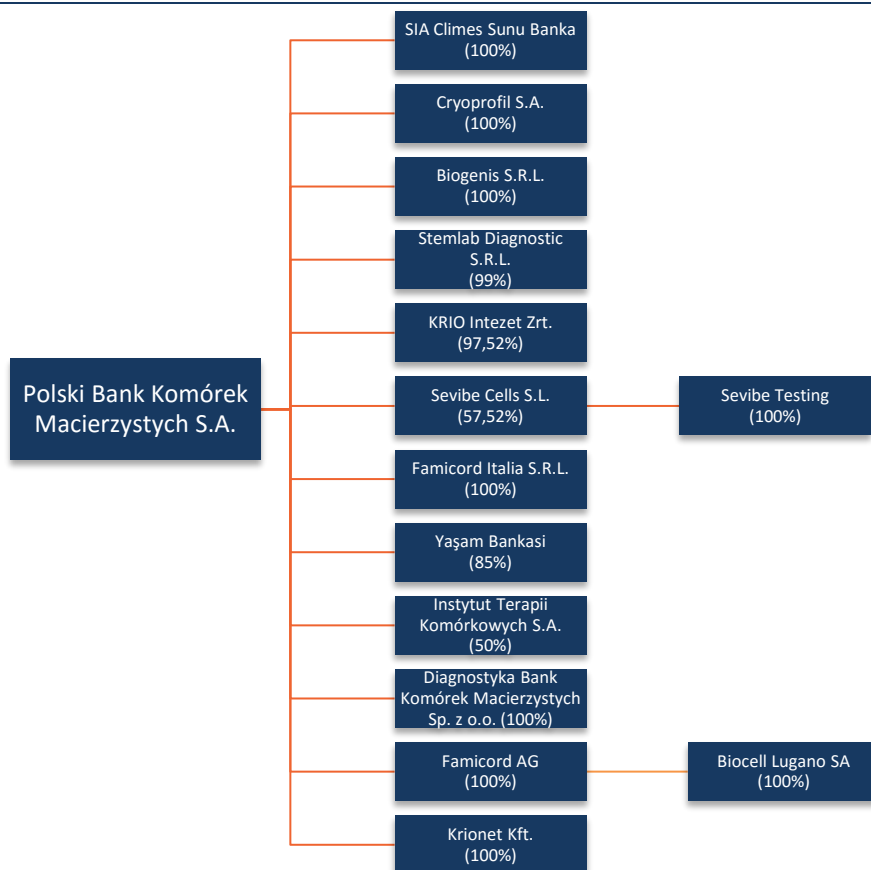 SIA Climes Sunu Banka
(100%)
Cryoprofil S.A.
(100%)
Biogenis S.R.L.
(100%)
Stemlab Diagnostic
S.R.L.
(99%)
KRIO Intezet Zrt.
(97,52%)
Polski Bank Komórek
Macierzystych S.A.
Sevibe Cells S.L.
(57,52%)
Sevibe Testing
(100%)
Famicord Italia S.R.L.
(100%)
Yaşam Bankasi
(85%)
Instytut Terapii
Komórkowych S.A.
(50%)
Diagnostyka Bank
Komórek Macierzystych
Sp. z o.o. (100%)
Famicord AG
(100%)
Biocell Lugano SA
(100%)
Krionet Kft.
(100%)